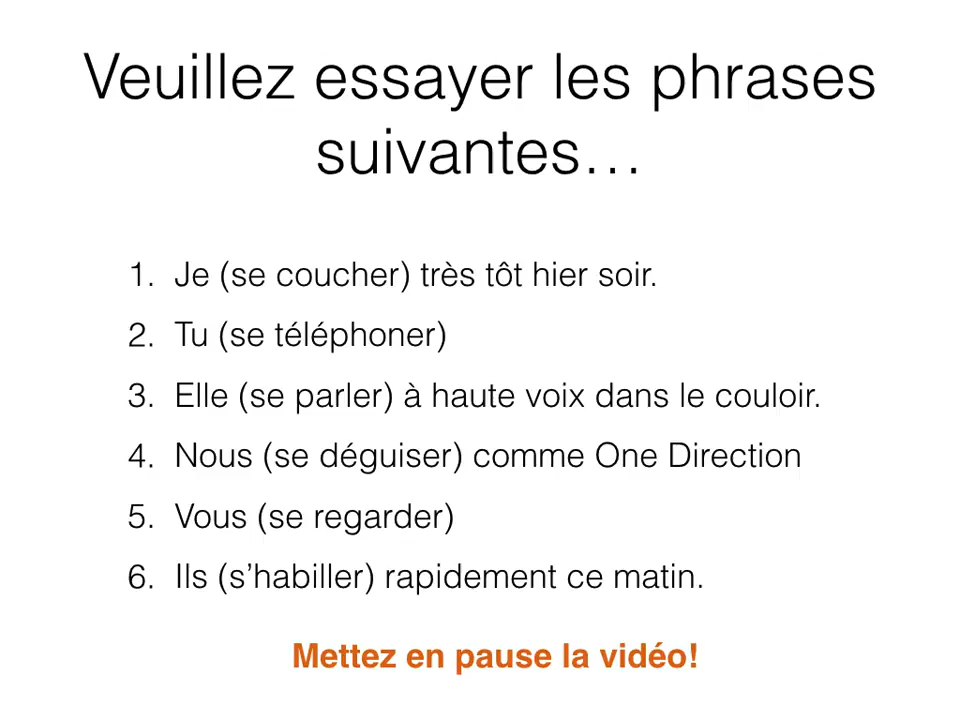 Veuillez essayer les phrases
suivantes…
1. Je (se coucher) très tôt hier soir.
2. Tu (se téléphoner)
3. Elle (se parler) à haute voix dans le couloir.
4. Nous (se déguiser) comme One Direction
5. Vous (se regarder)
6. Ils (s’habiller) rapidement ce matin.
Mettez en pause la vidéo!